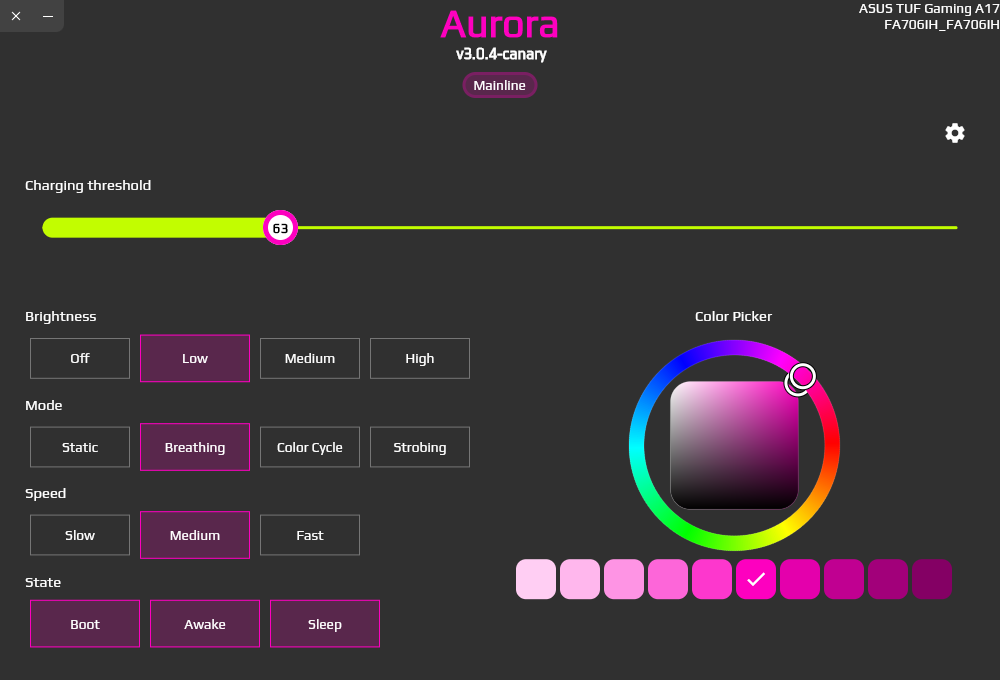 ASUS TUF Gaming A17
FA706IH_FA706IH
Aurora
v3.0.4-canary
Mainline
Charging threshold
63
Brightness
Off Low Medium High
Mode
Static Breathing Color Cycle Strobing
Speed
Slow Medium Fast
State
Boot Awake Sleep
Color Picker